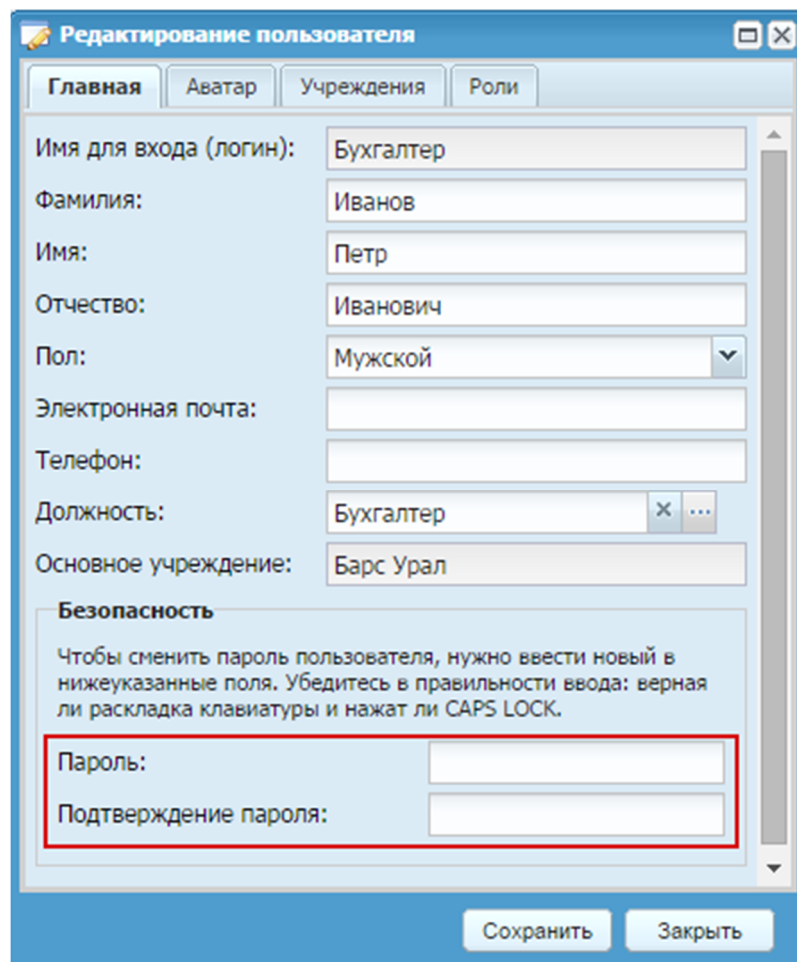 Редактирование пользователя
Главная Аватар Учреждения Роли
Имя для входа (логин): Бухгалтер
Фамилия: Иванов
Имя: Петр
Отчество: Иванович
Пол: Мужской
Электронная почта:
Телефон:
Должность: Бухгалтер
Основное учреждение: Барс Урал
Безопасность
Чтобы сменить пароль пользователя, нужно ввести новый в
нижеуказанные поля. Убедитесь в правильности ввода: верная
ли раскладка клавиатуры и нажат ли CAPS LOCK.
Пароль:
Подтверждение пароля:
Сохранить Закрыть